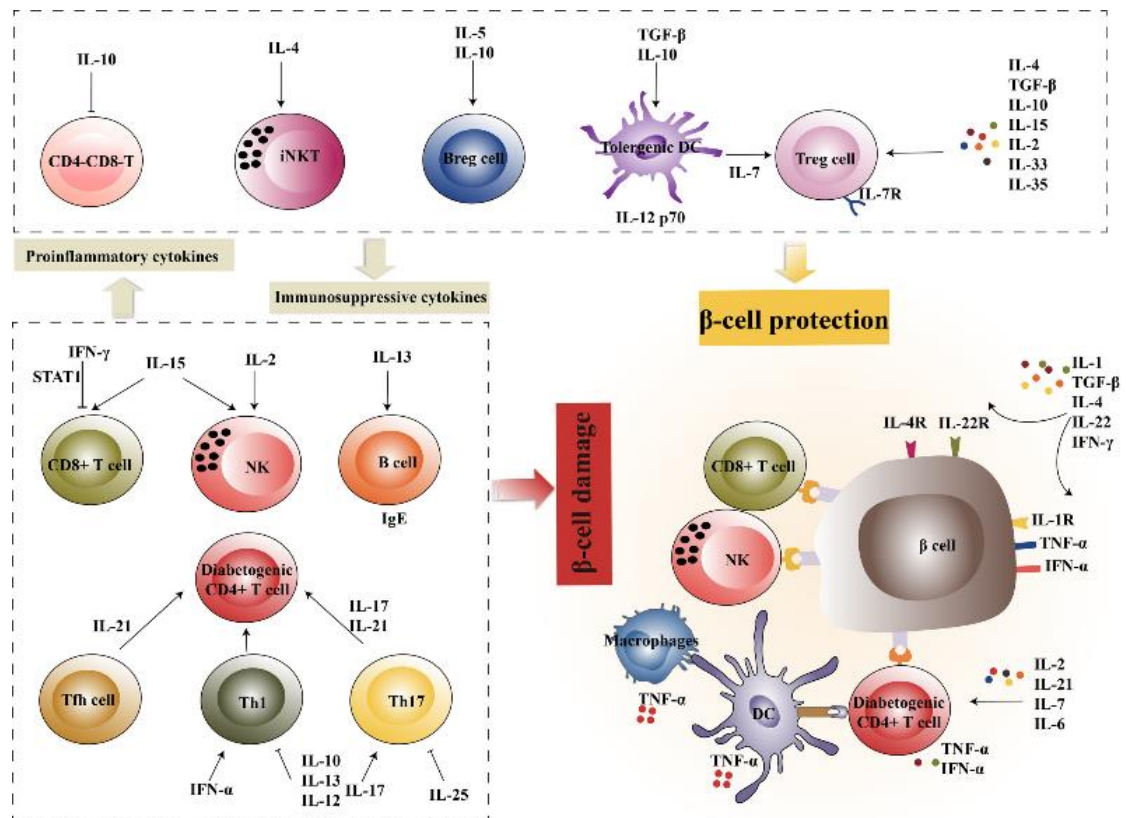 IL-10
CD4-CD8-T
IL-4
iNKT
IL-5
IL-10
Breg cell
TGF-β
IL-10
Tolergenic DC
IL-12 p70
IL-7
Treg cell
IL-7R
IL-4
TGF-β
IL-10
IL-15
IL-2
IL-33
IL-35
Proinflammatory cytokines
Immunosuppressive cytokines
β-cell protection
IFN-γ
STAT1
IL-15
IL-2
IL-13
CD8+ T cell
NK
B cell
IgE
Diabetogenic
CD4+ T cell
IL-21
IL-17
IL-21
Tfh cell
Th1
Th17
IFN-α
IL-10
IL-13
IL-12
IL-17
IL-25
β-cell damage
IL-1
TGF-β
IL-4
IL-22
IFN-γ
IL-4R
IL-22R
CD8+ T cell
NK
β cell
IL-1R
TNF-α
IFN-α
Macrophages
TNF-α
DC
TNF-α
Diabetogenic
CD4+ T cell
IL-2
IL-21
IL-7
IL-6
TNF-α
IFN-α